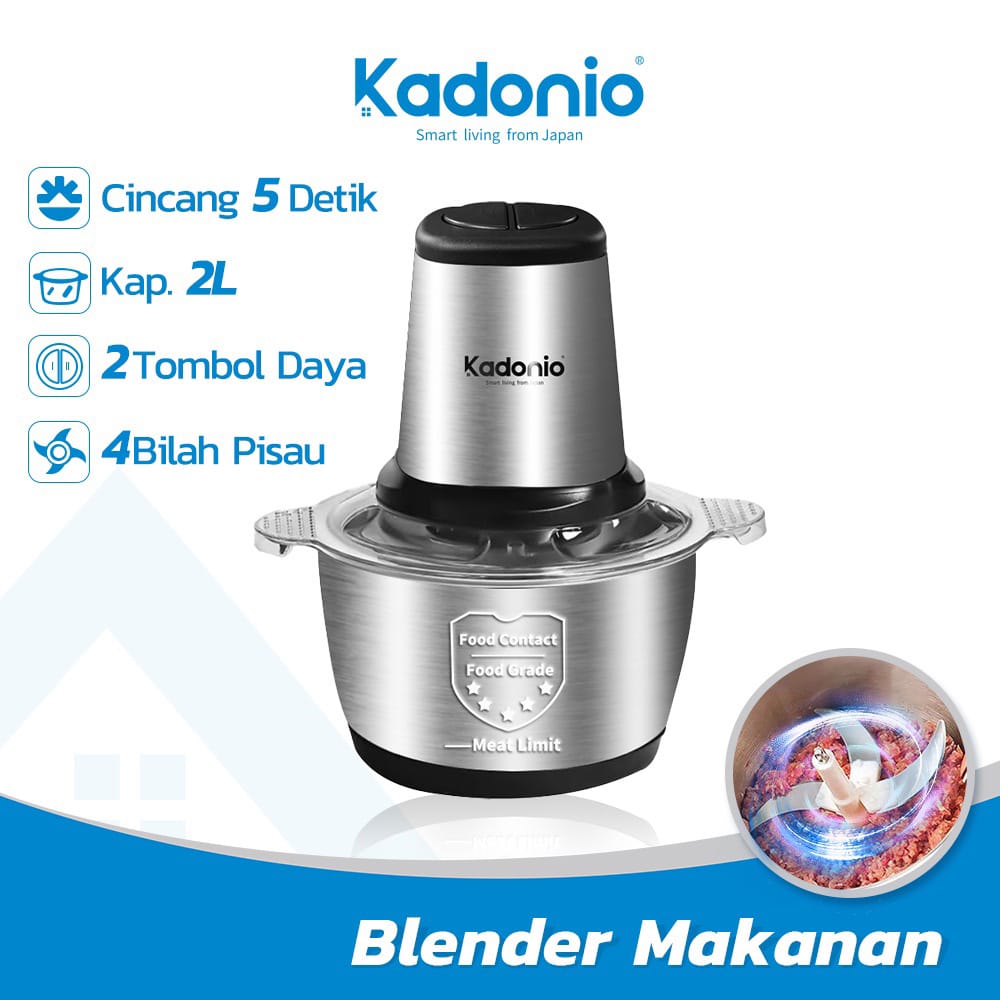 Kadonio®
Smart living from Japan
Cincang 5 Detik
Kap. 2L
2 Tombol Daya
4 Bilah Pisau
Kadonio®
Smart living from Japan
Food Contact
Food Grade
Meat Limit
Blender Makanan